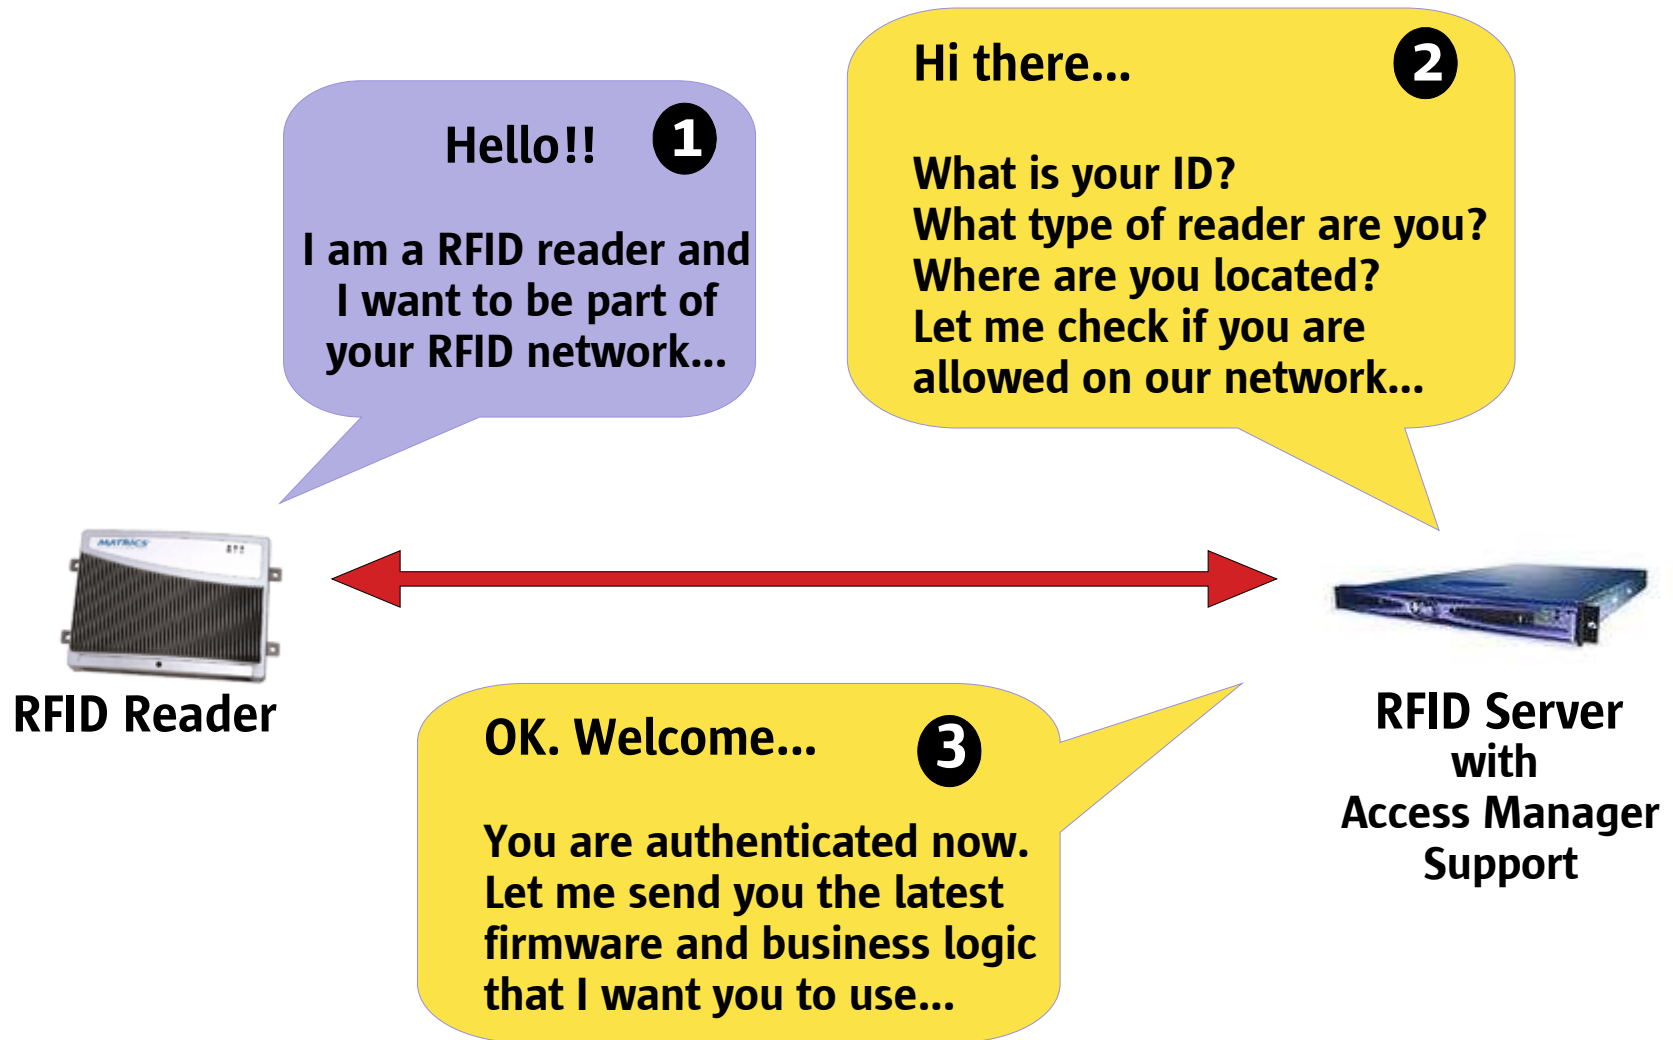 Hello!!
1
I am a RFID reader and
I want to be part of
your RFID network...
Hi there...
2
What is your ID?
What type of reader are you?
Where are you located?
Let me check if you are
allowed on our network...
MATRICS
RFID Reader
RFID Server
with
Access Manager
Support
OK. Welcome...
3
You are authenticated now.
Let me send you the latest
firmware and business logic
that I want you to use...